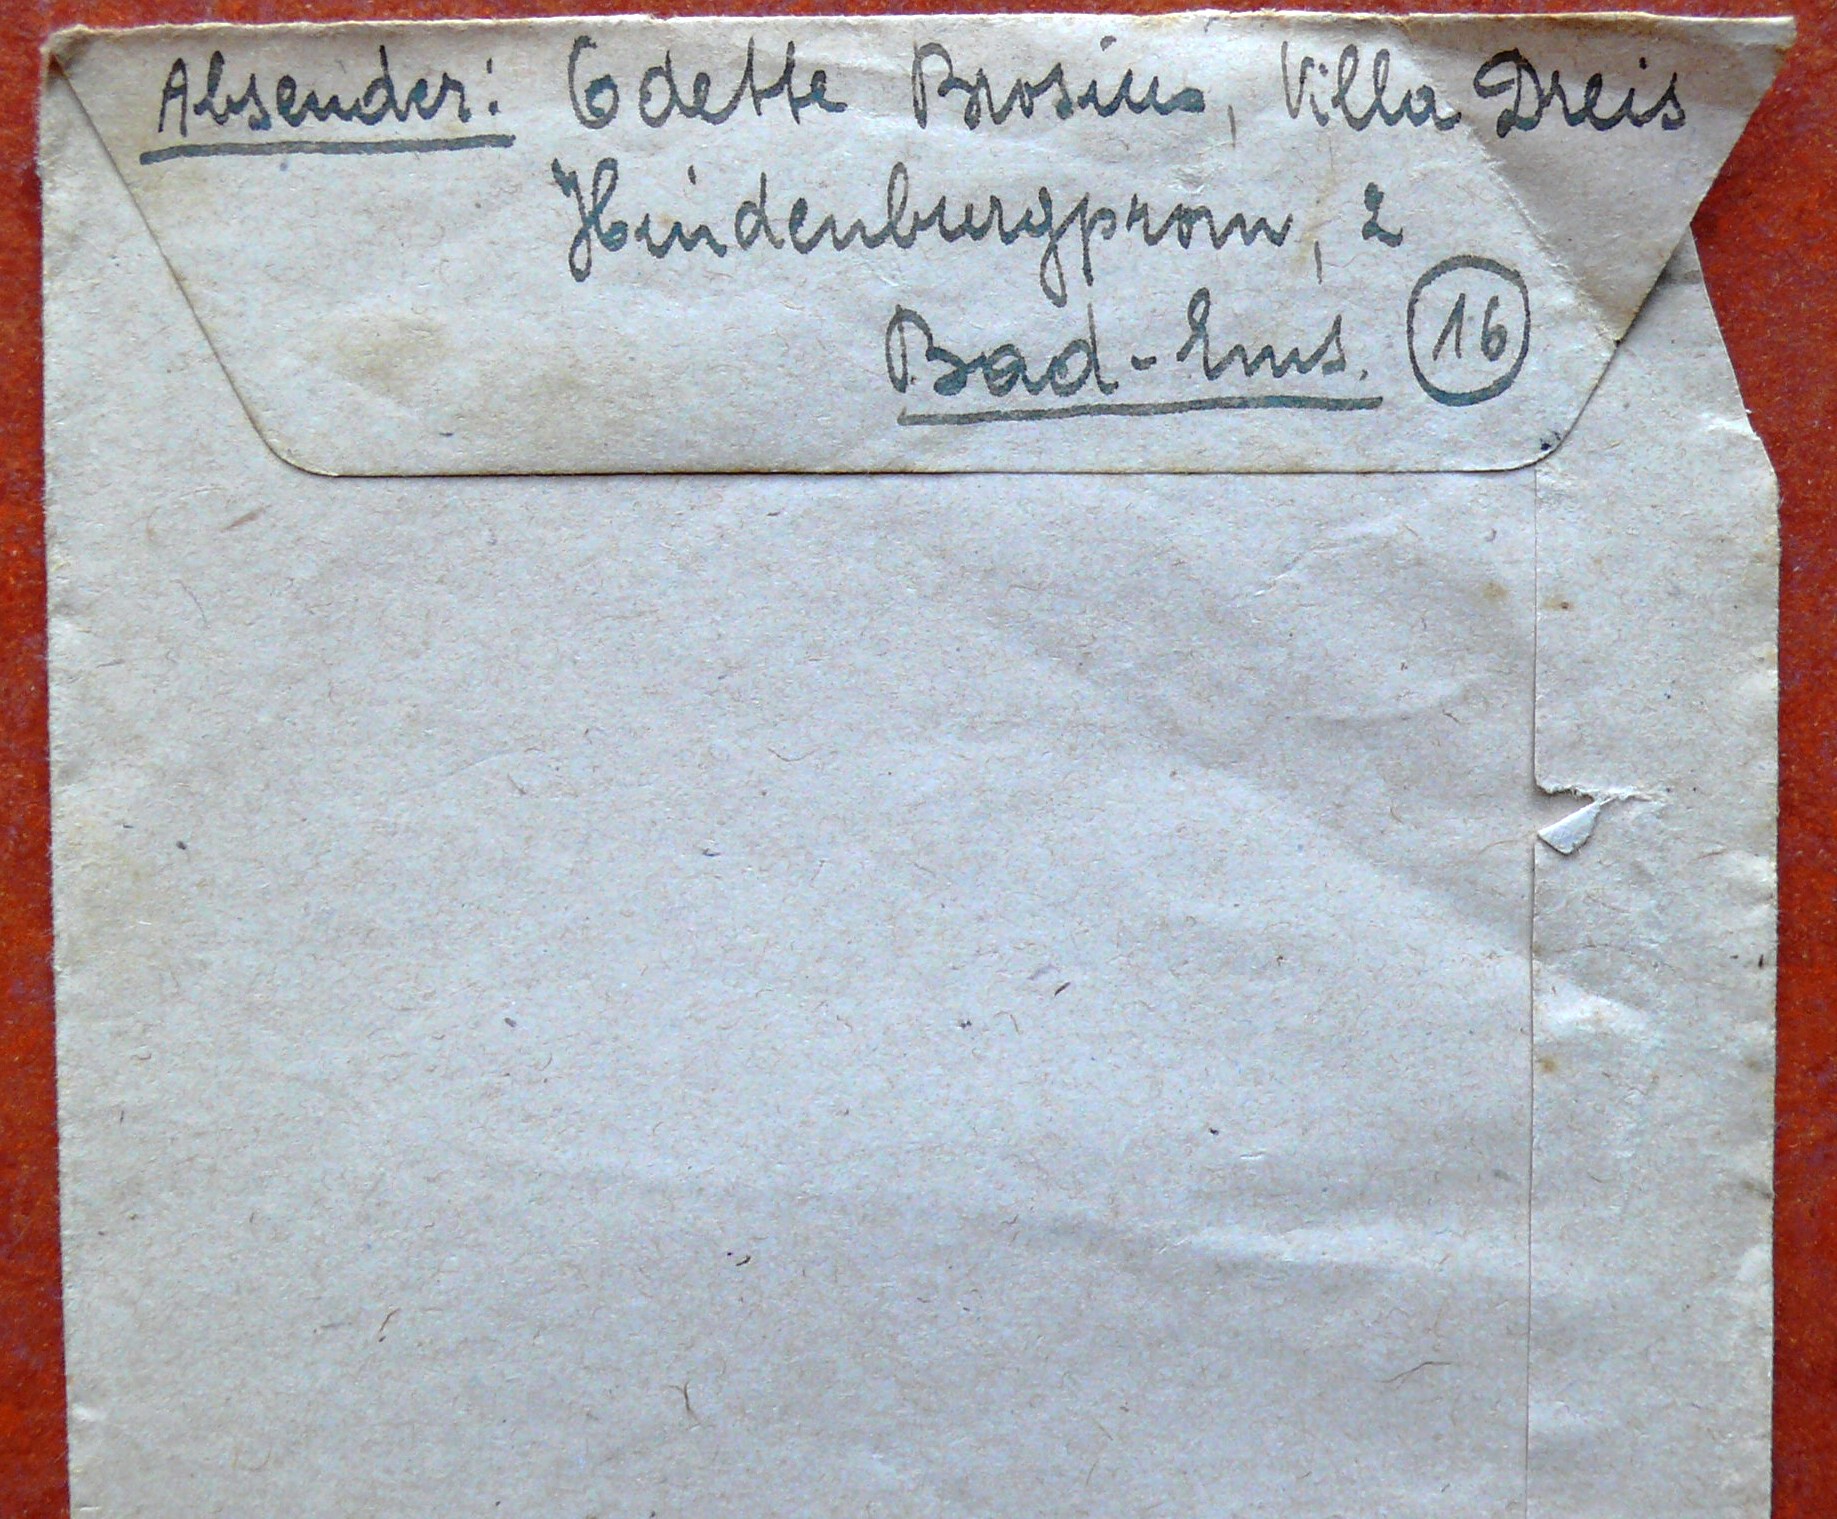 Absender: Odette Brosius, Villa Dreis
Hindenburgprom, 2
Bad-Ems. 16